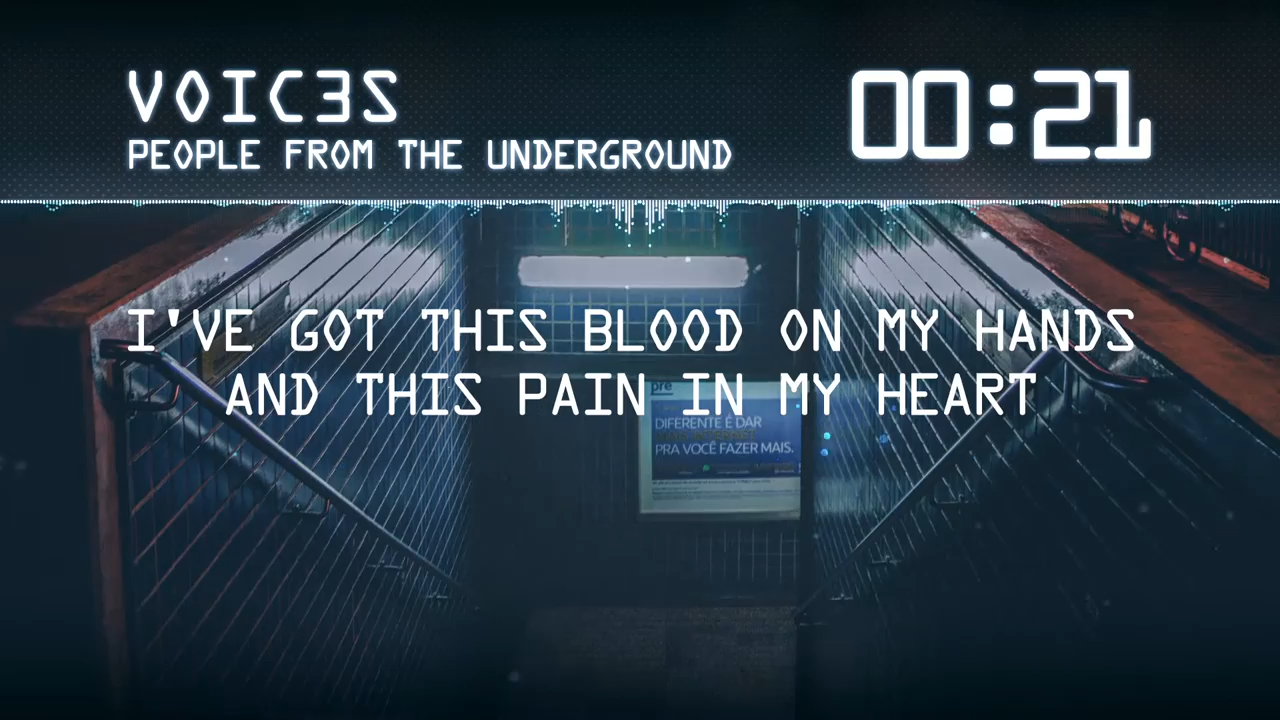 VOIC3S
PEOPLE FROM THE UNDERGROUND
00:21
I'VE GOT THIS BLOOD ON MY HANDS
AND THIS PAIN IN MY HEART
pre
DIFERENTE É DAR
PRA VOCÊ FAZER MAIS.